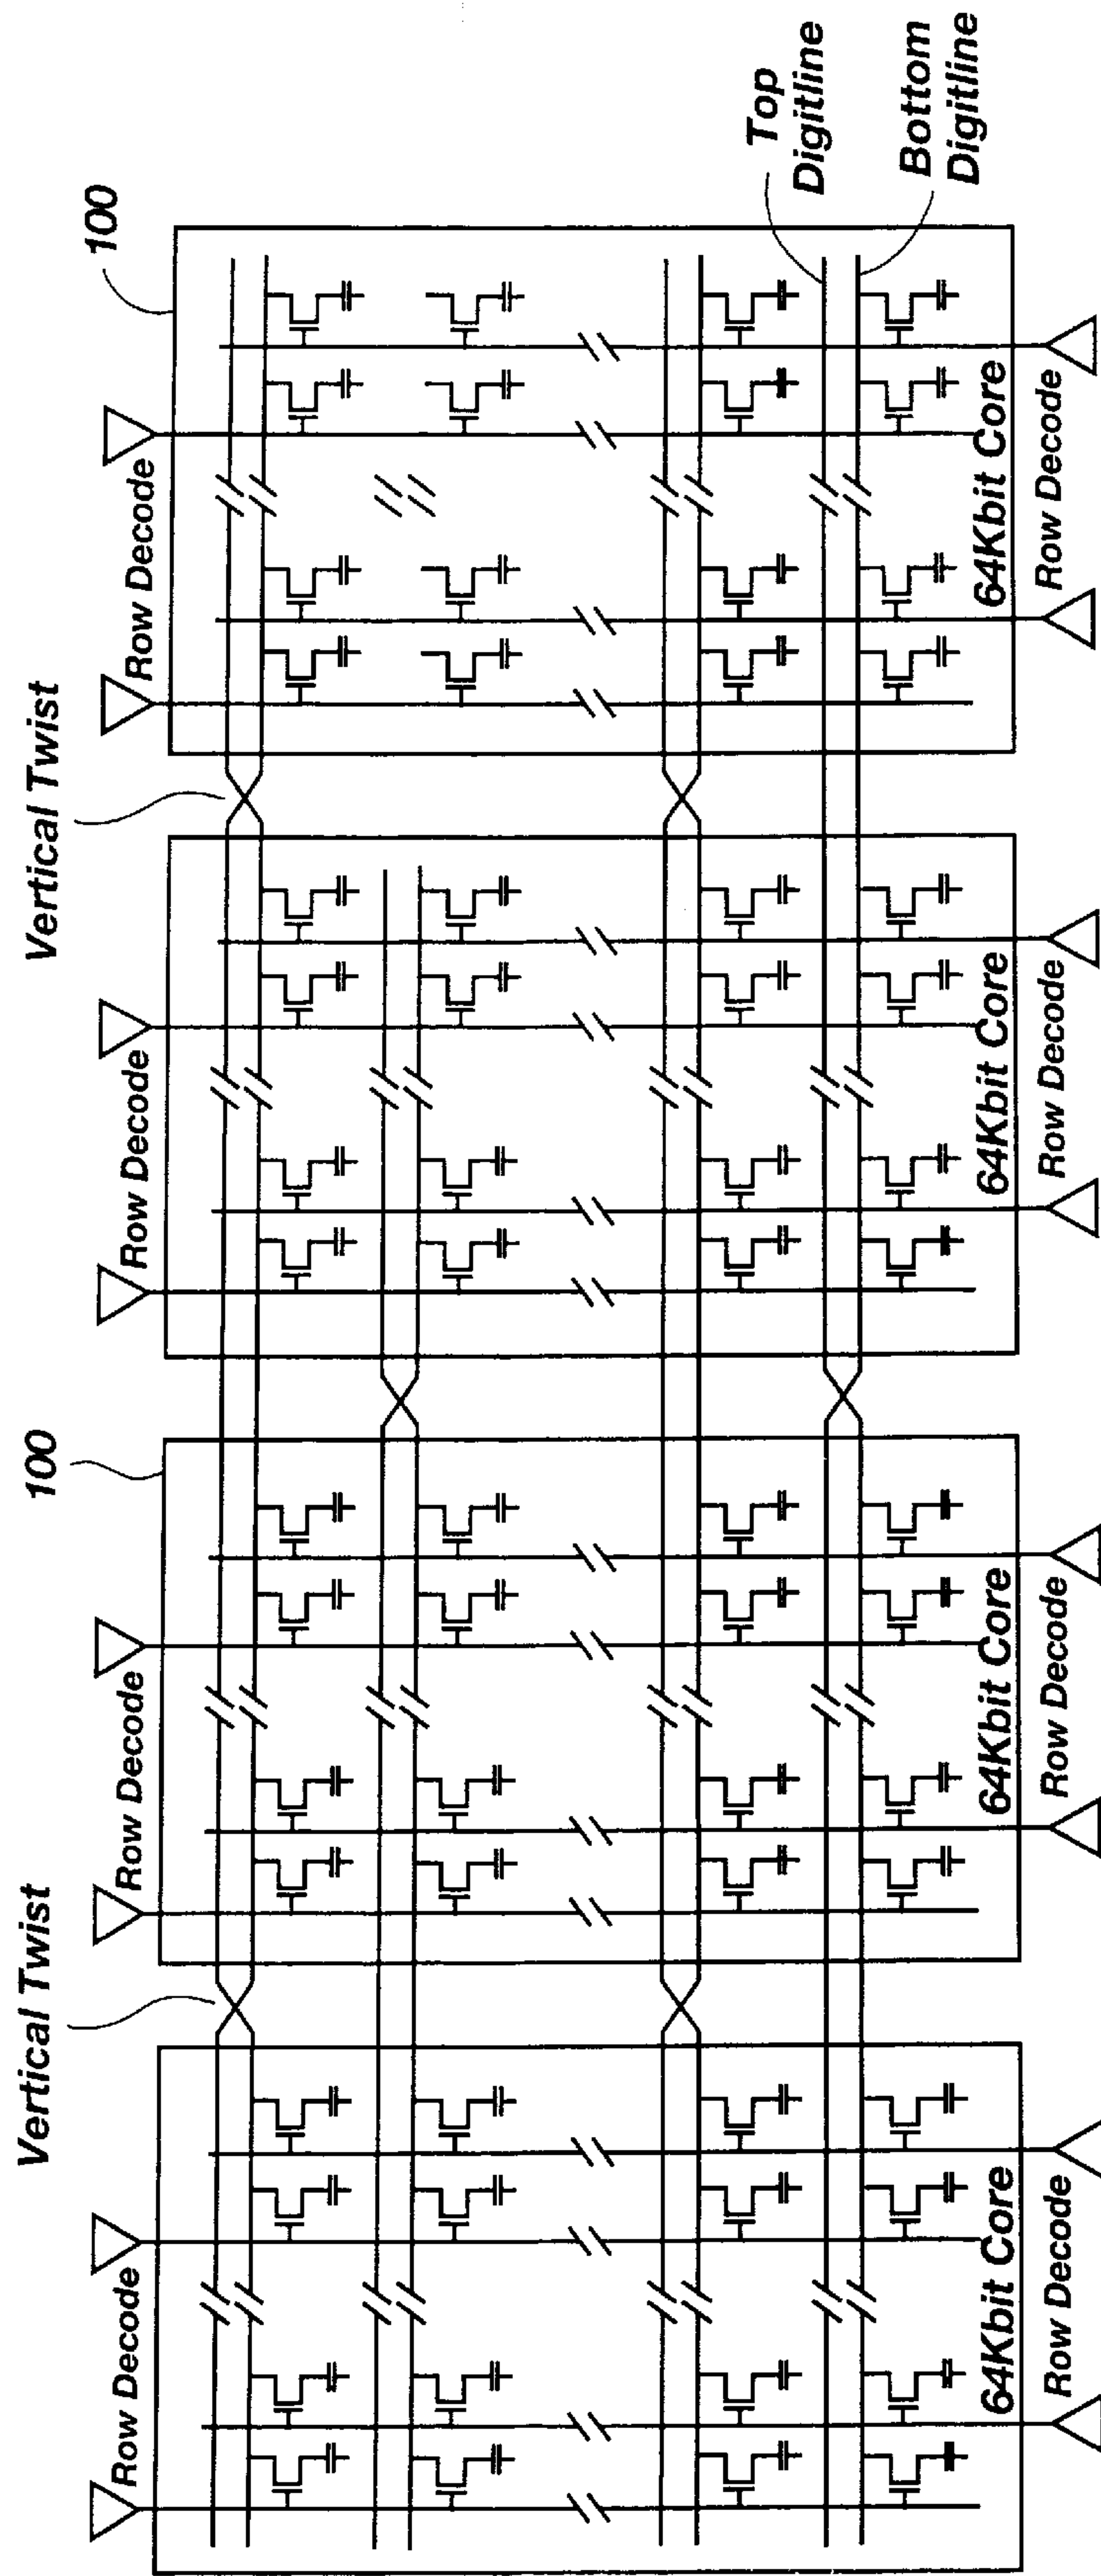 Vertical Twist
Vertical Twist
100
100
Row Decode
Row Decode
Row Decode
Row Decode
Top
Digitline
Bottom
Digitline
64Kbit Core
64Kbit Core
64Kbit Core
64Kbit Core
Row Decode
Row Decode
Row Decode
Row Decode